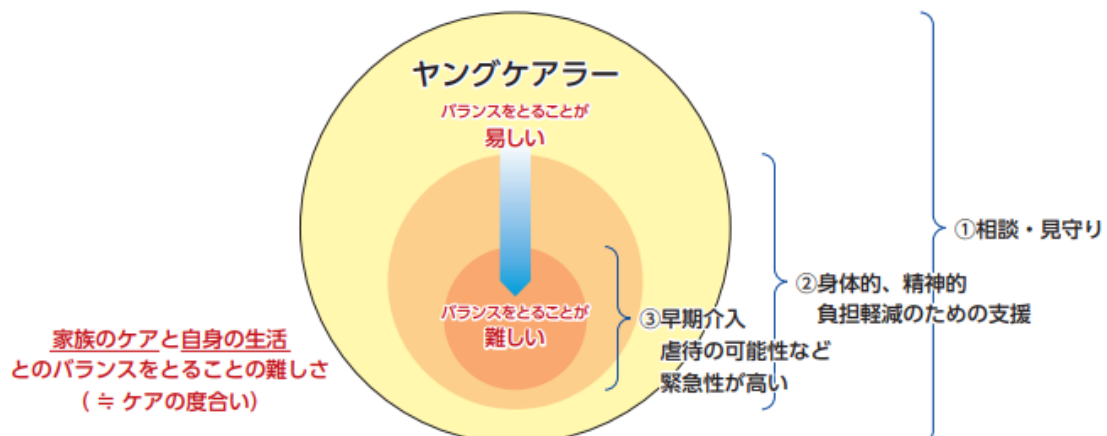 ヤングケアラー
バランスをとることが
易しい
バランスをとることが
難しい
家族のケアと自身の生活
とのバランスをとることの難しさ
( ≒ ケアの度合い)
①相談・見守り
②身体的、精神的
負担軽減のための支援
③早期介入
虐待の可能性など
緊急性が高い